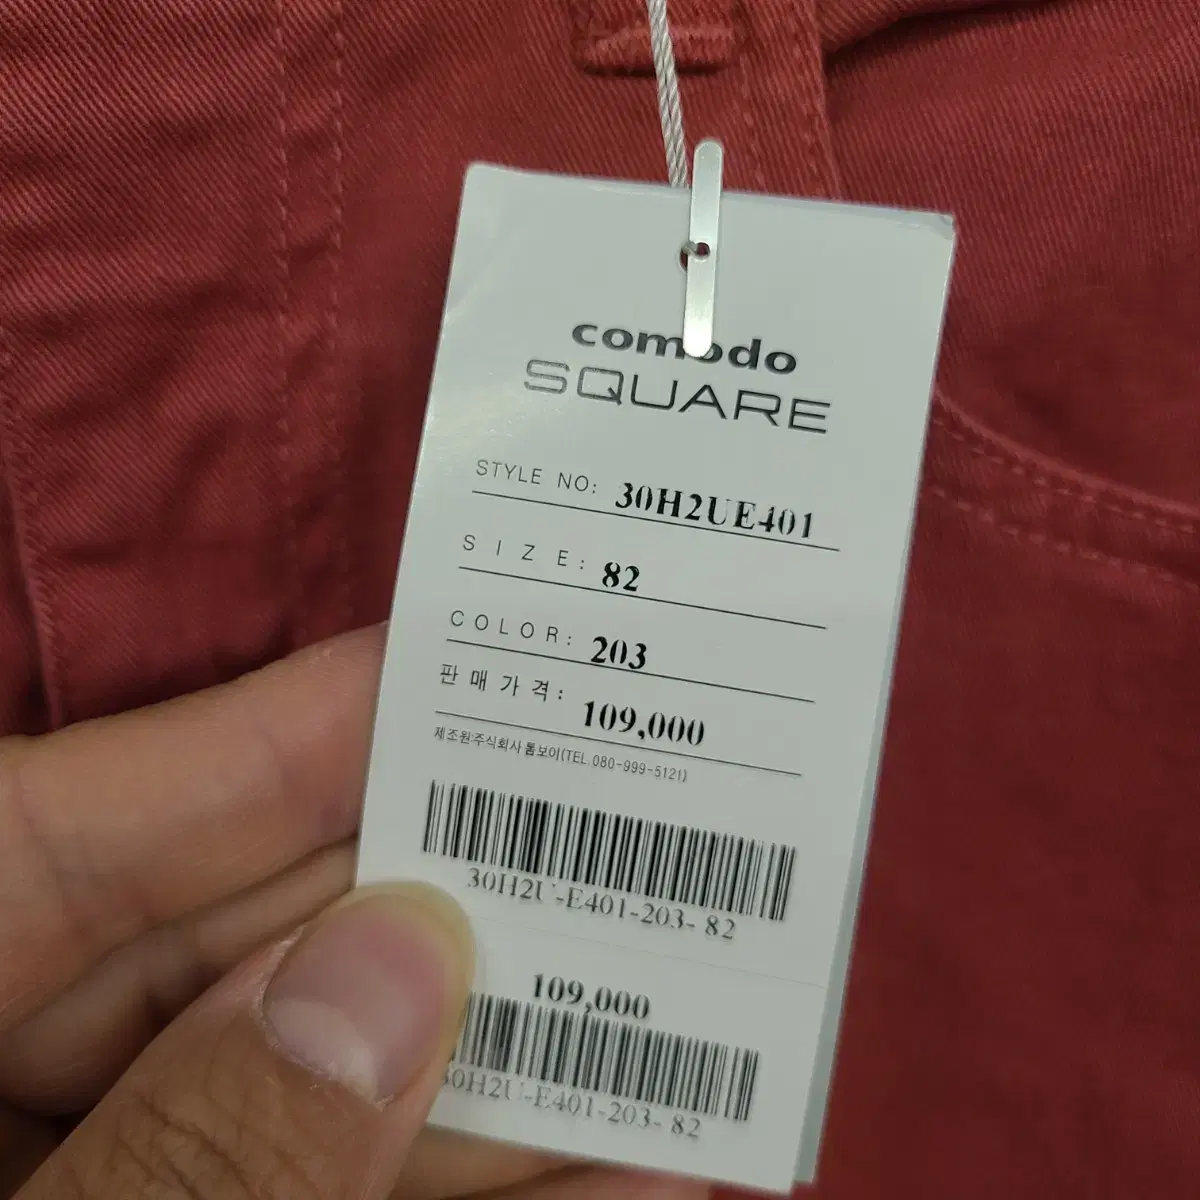 comodo
SQUARE
STYLE NO: 30H2UE401
SIZE: 82
COLOR: 203
판매가격: 109,000
제조원:주식회사 톰보이(TEL.080-999-5121)
30H2U-E401-203- 82
109,000
30H2U-E401-203- 82